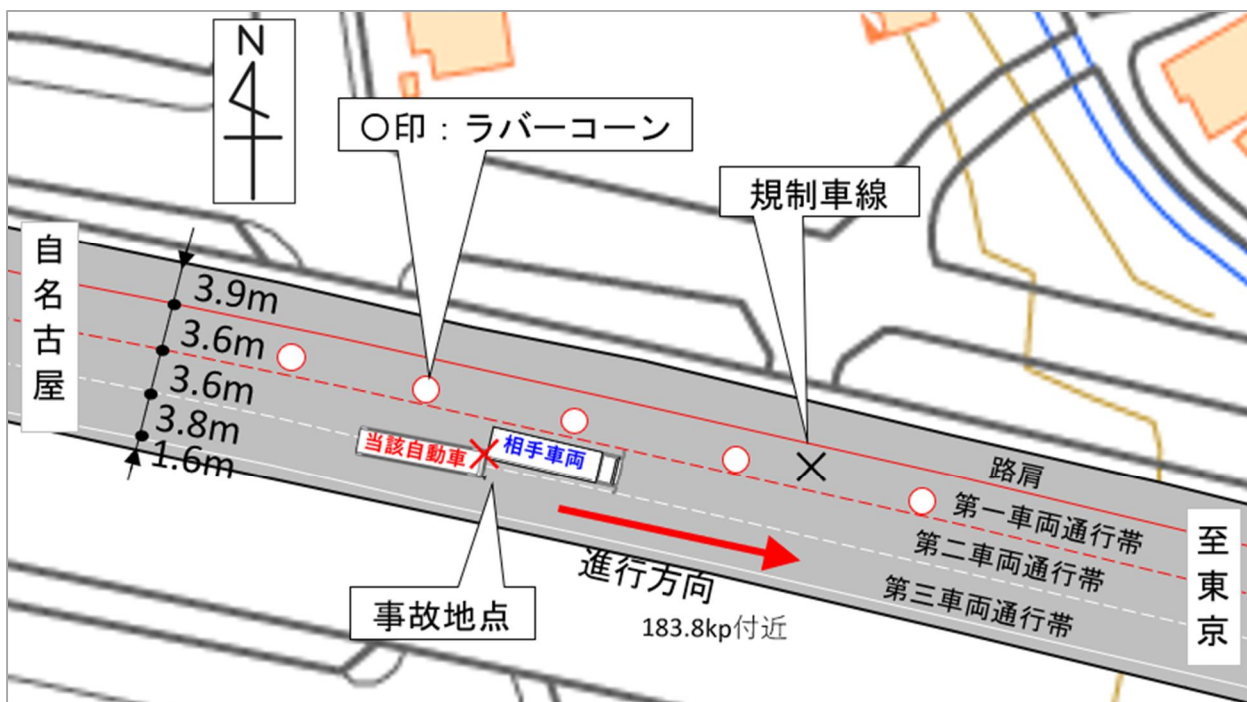 N
〇印：ラバーコーン
規制車線
自名古屋
3.9m
3.6m
3.6m
3.8m
1.6m
当該自動車
相手車両
路肩
第一車両通行帯
第二車両通行帯
第三車両通行帯
至東京
進行方向
事故地点
183.8kp付近